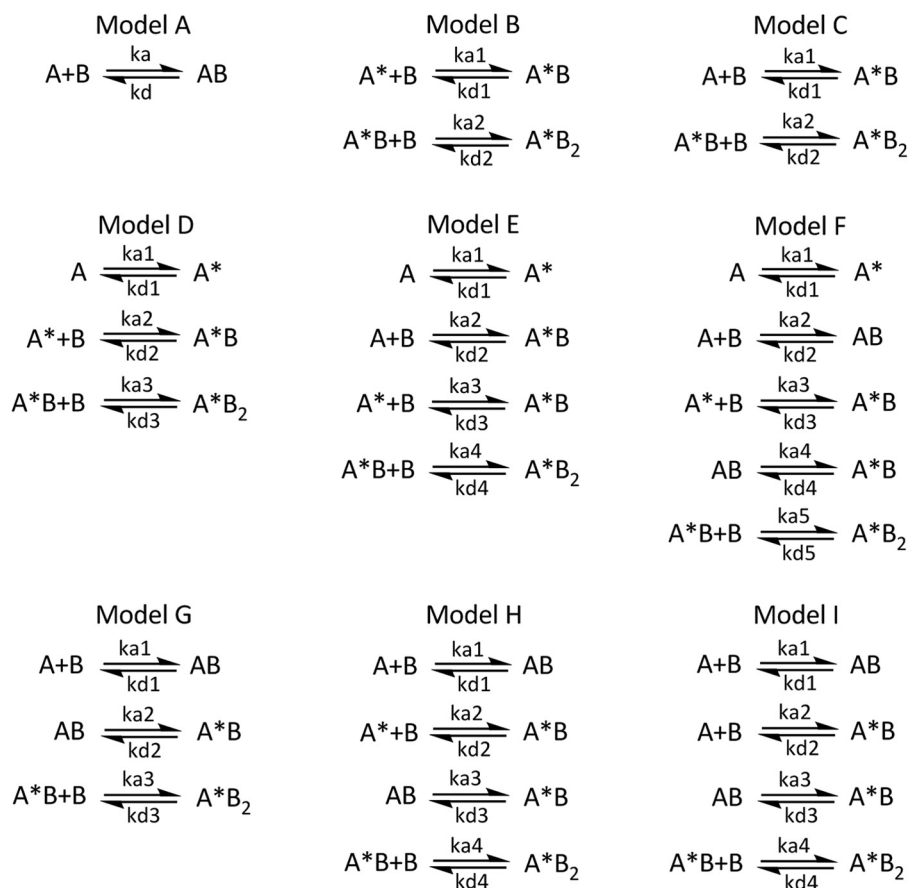 Model A
A+B ka kd AB
Model B
A*+B ka1 kd1 A*B
A*B+B ka2 kd2 A*B₂
Model C
A+B ka1 kd1 A*B
A*B+B ka2 kd2 A*B₂
Model D
A ka1 kd1 A*
A*+B ka2 kd2 A*B
A*B+B ka3 kd3 A*B₂
Model E
A ka1 kd1 A*
A+B ka2 kd2 A*B
A*+B ka3 kd3 A*B
A*B+B ka4 kd4 A*B₂
Model F
A ka1 kd1 A*
A+B ka2 kd2 AB
A*+B ka3 kd3 A*B
AB ka4 kd4 A*B
A*B+B ka5 kd5 A*B₂
Model G
A+B ka1 kd1 AB
AB ka2 kd2 A*B
A*B+B ka3 kd3 A*B₂
Model H
A+B ka1 kd1 AB
A*+B ka2 kd2 A*B
AB ka3 kd3 A*B
A*B+B ka4 kd4 A*B₂
Model I
A+B ka1 kd1 AB
A+B ka2 kd2 A*B
AB ka3 kd3 A*B
A*B+B ka4 kd4 A*B₂